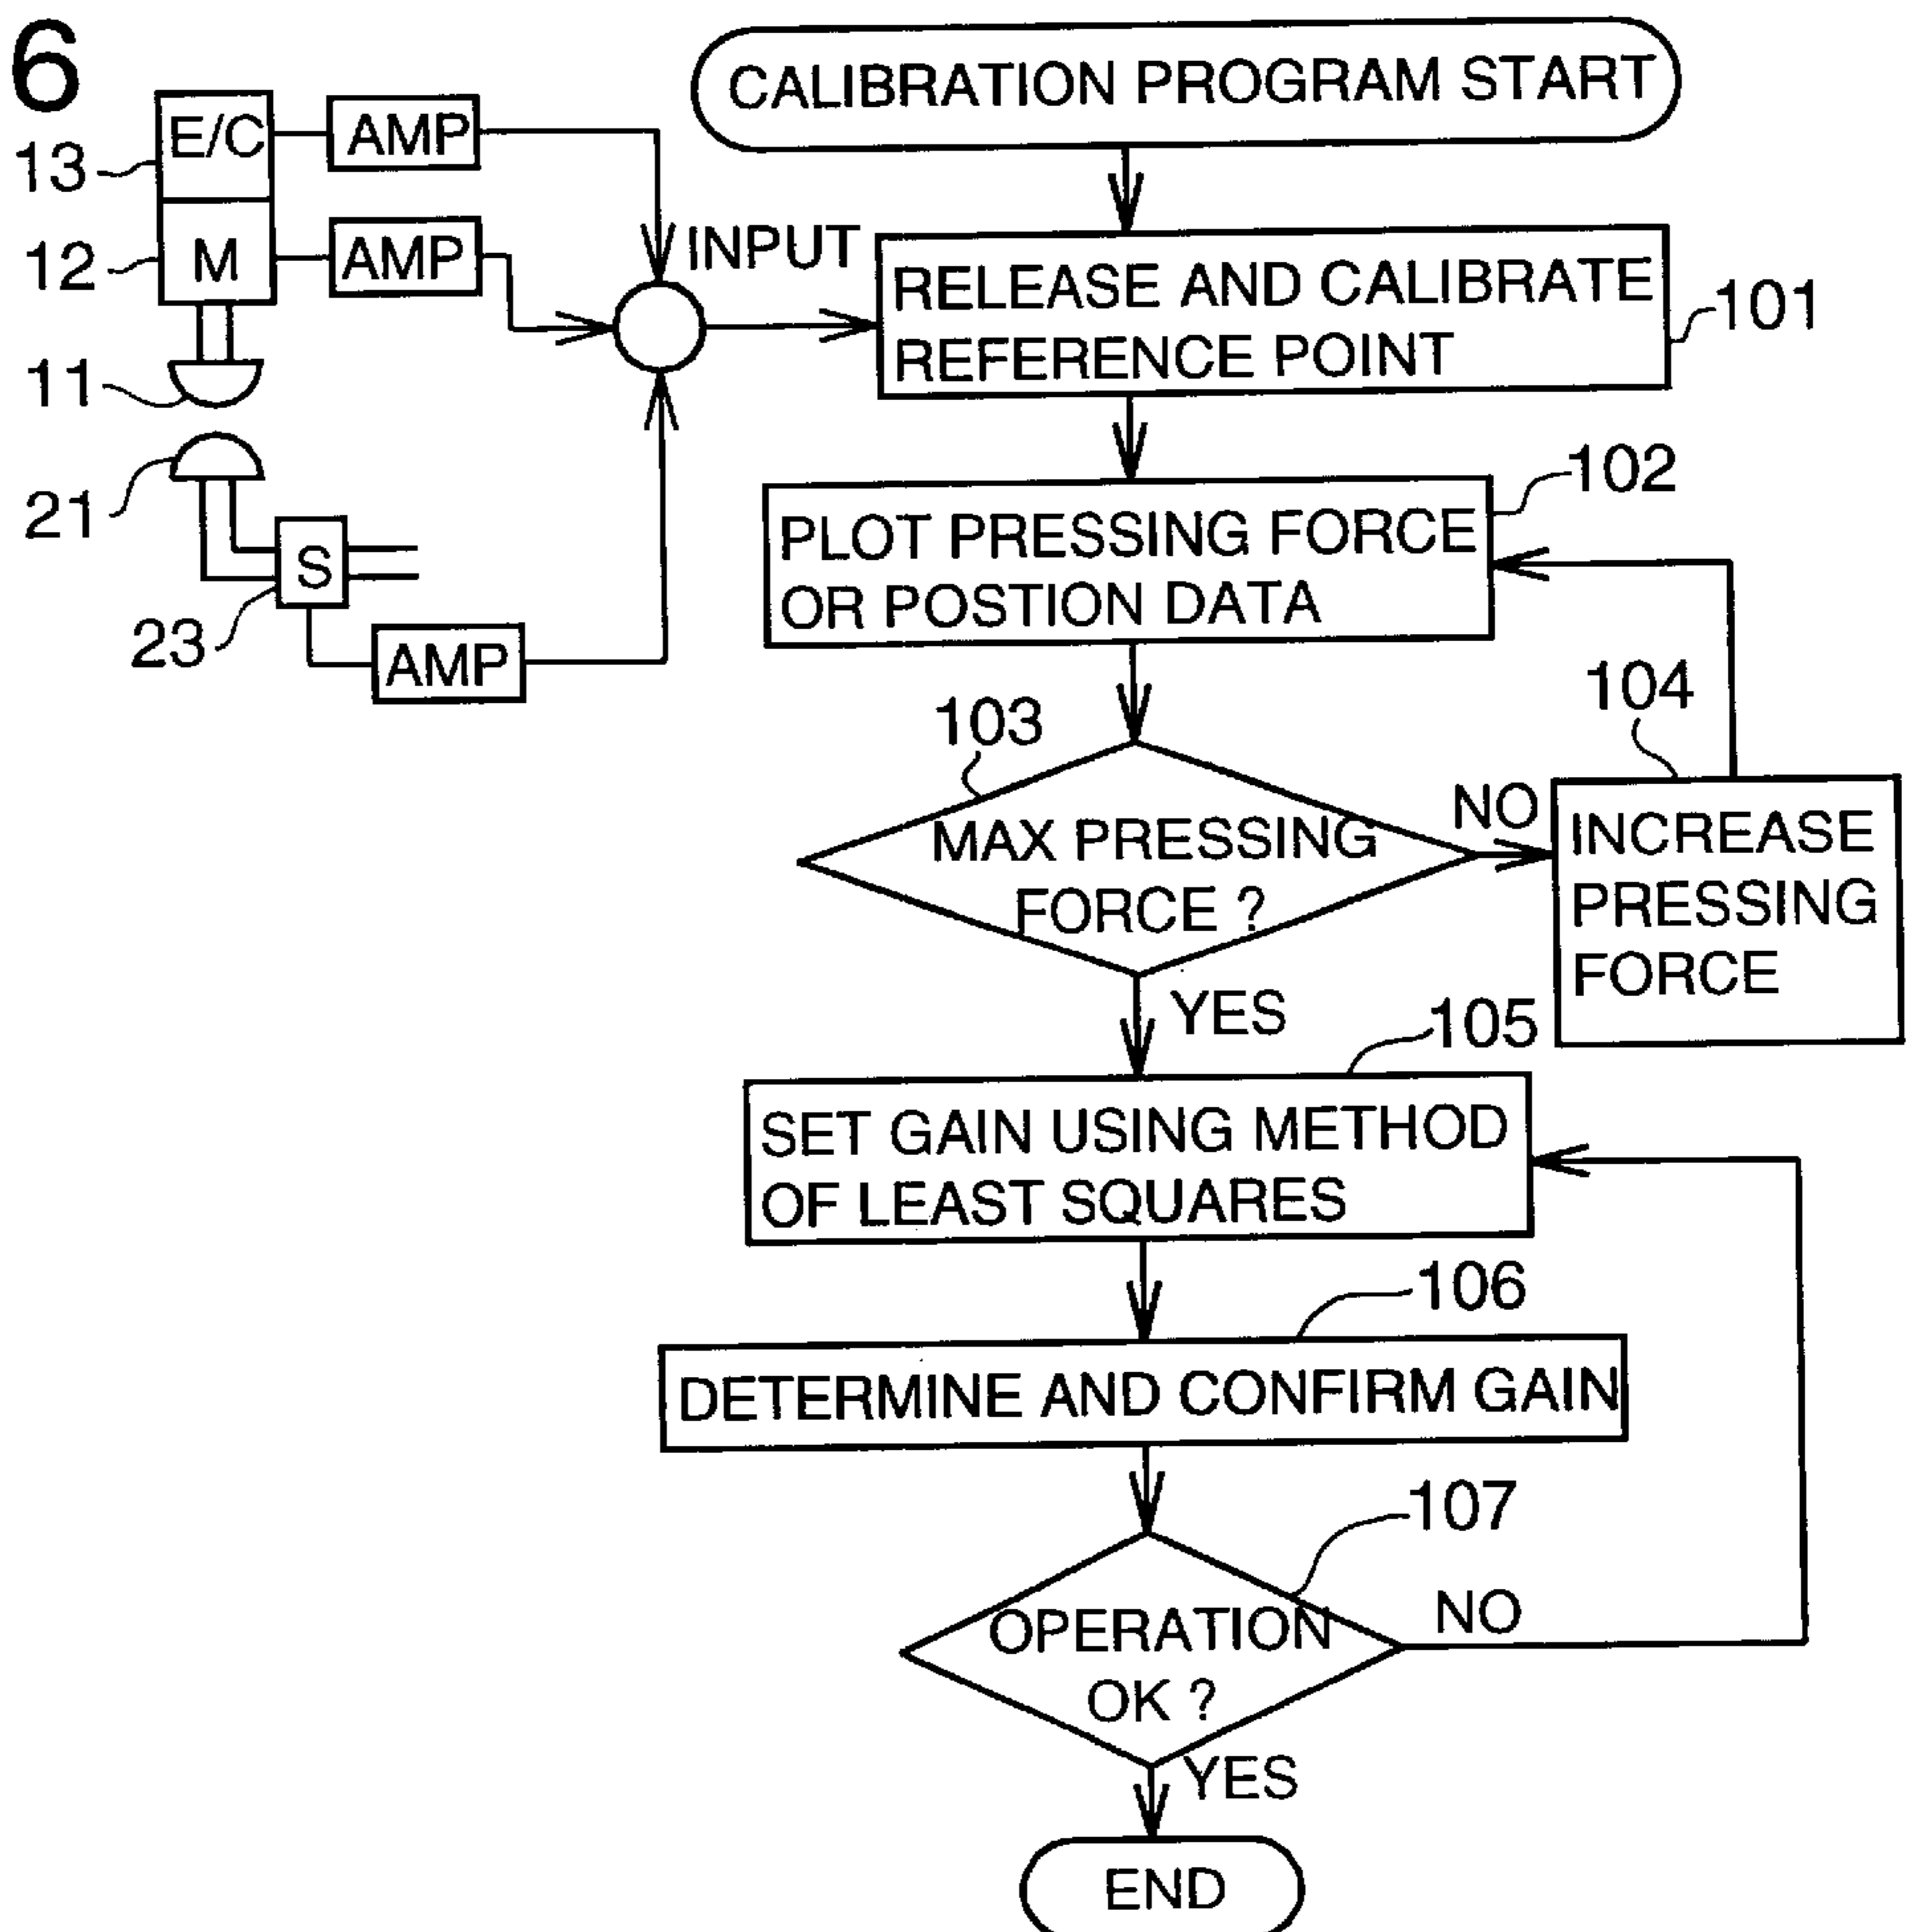 6
CALIBRATION PROGRAM START
E/C
AMP
13
INPUT
12
M
AMP
RELEASE AND CALIBRATE
REFERENCE POINT
101
11
21
102
PLOT PRESSING FORCE
OR POSTION DATA
S
23
AMP
103
104
MAX PRESSING
FORCE ?
NO
INCREASE
PRESSING
FORCE
YES
105
SET GAIN USING METHOD
OF LEAST SQUARES
106
DETERMINE AND CONFIRM GAIN
107
OPERATION
OK ?
NO
YES
END